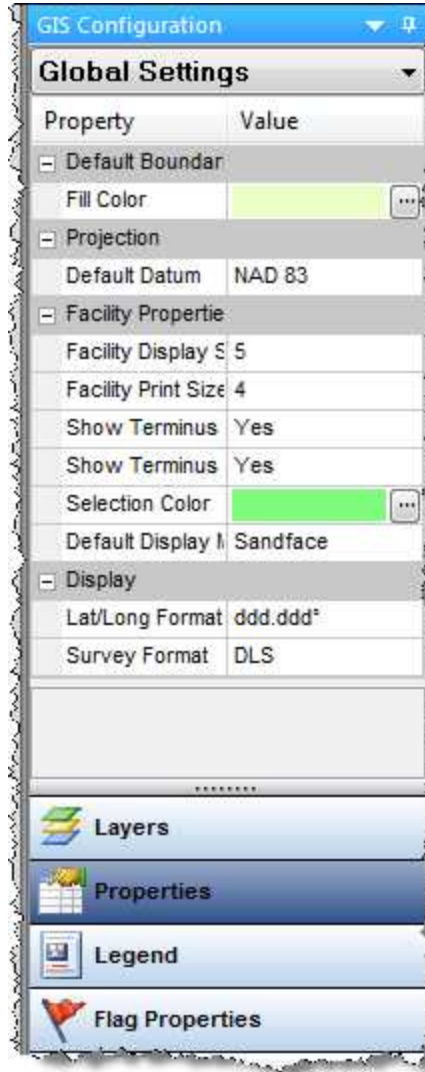 GIS Configuration
Global Settings
Property Value
Default Boundar
Fill Color
Projection
Default Datum NAD 83
Facility Propertie
Facility Display S 5
Facility Print Size 4
Show Terminus Yes
Show Terminus Yes
Selection Color
Default Display M Sandface
Display
Lat/Long Format ddd.ddd°
Survey Format DLS
Layers
Properties
Legend
Flag Properties